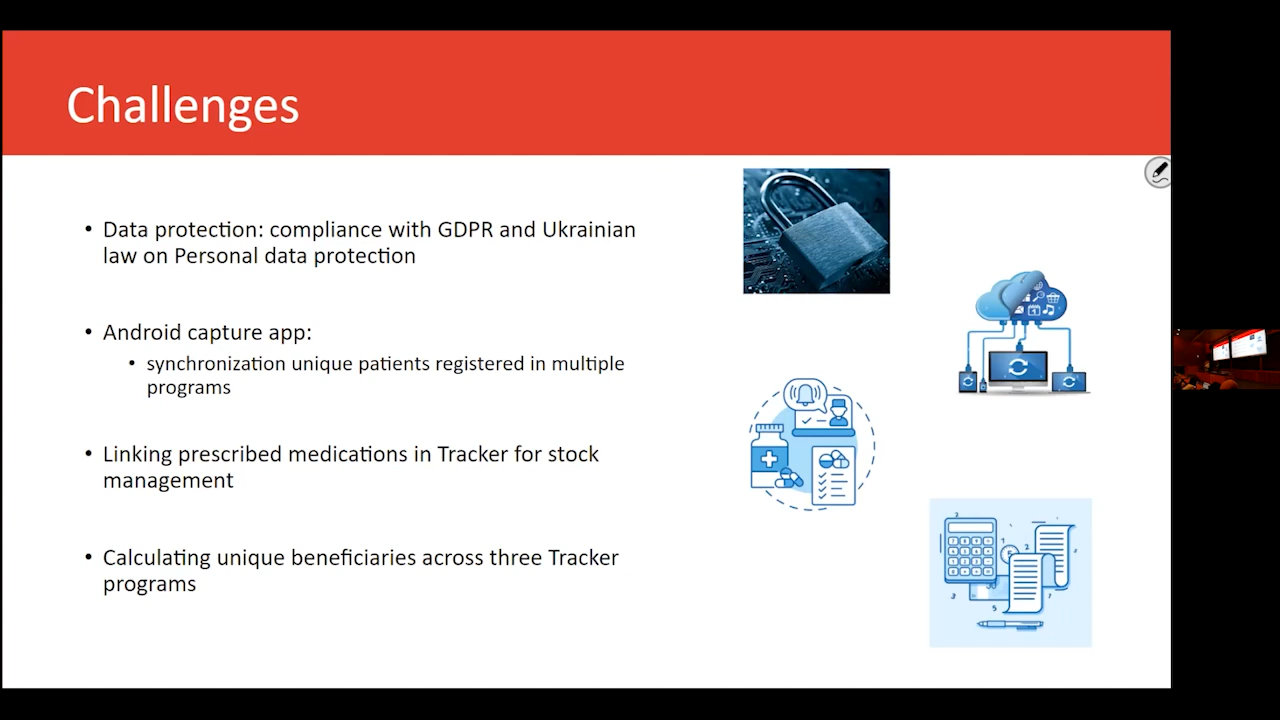 Challenges
• Data protection: compliance with GDPR and Ukrainian
law on Personal data protection
• Android capture app:
• synchronization unique patients registered in multiple
programs
• Linking prescribed medications in Tracker for stock
management
• Calculating unique beneficiaries across three Tracker
programs